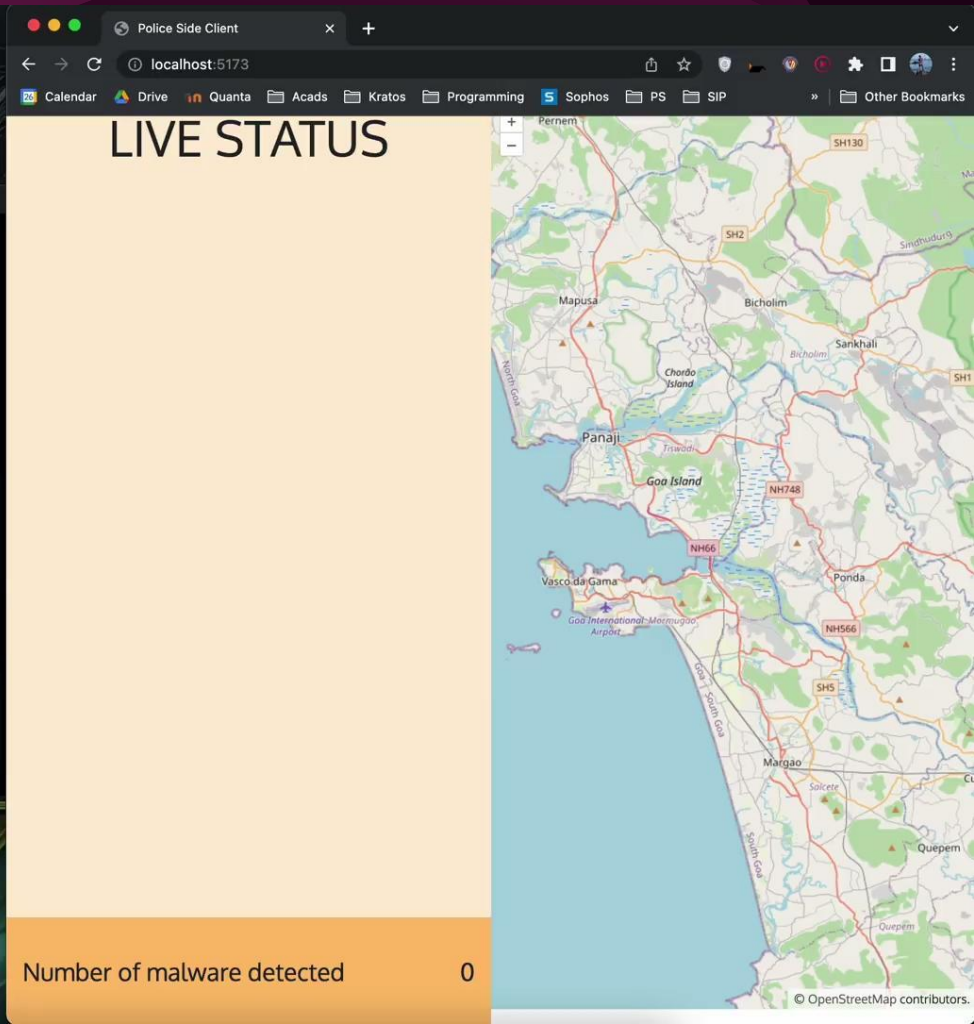 Police Side Client
localhost:5173
26 Calendar Drive Quanta Acads Kratos Programming S Sophos PS SIP » Other Bookmarks
LIVE STATUS
Number of malware detected 0
+
−
Pernem
SH130
SH2
Sindhudurg
Mapusa
Bicholim
Sankhali
Bicholim
North Goa
Chorão
Island
SH1
Panaji
Tiswadi
Goa Island
NH748
NH66
Vasco da Gama
Ponda
Goa International
Airport
Mormugao
NH566
Goa
South Goa
SH5
Margao
Salcete
South Goa
Quepem
Quepem
© OpenStreetMap contributors.